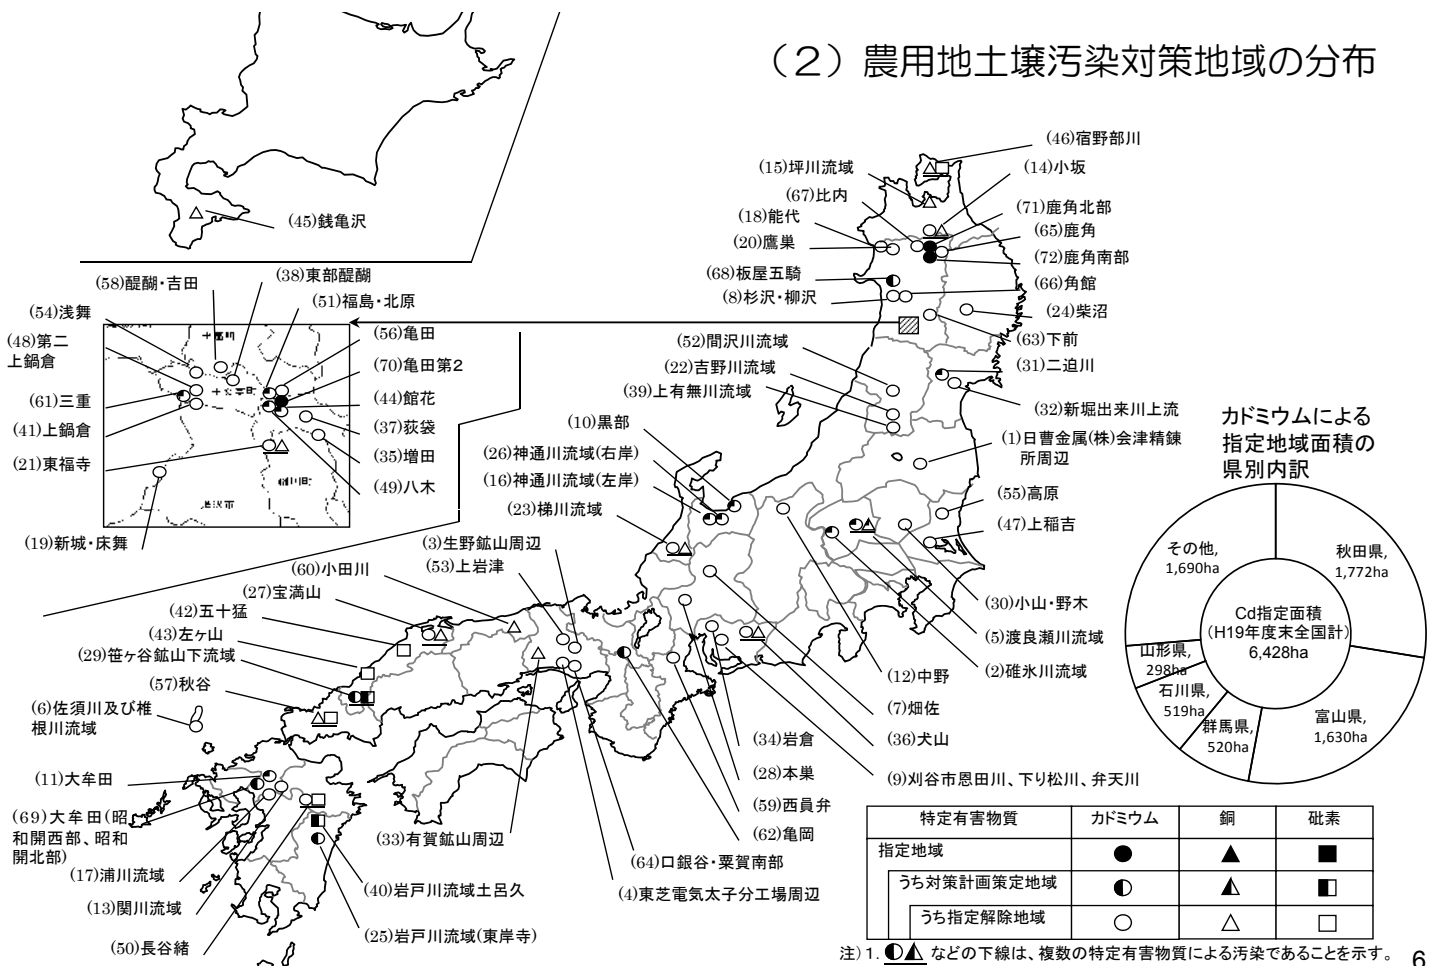 （２）農用地土壌汚染対策地域の分布
(46)宿野部川
(15)坪川流域
(14)小坂
(67)比内
(71)鹿角北部
(18)能代
(65)鹿角
(20)鷹巣
(72)鹿角南部
(68)板屋五騎
(66)角館
(8)杉沢・柳沢
(24)柴沼
(45)銭亀沢
(58)醍醐・吉田
(38)東部醍醐
(51)福島・北原
(54)浅舞
(56)亀田
(48)第二
上鍋倉
(70)亀田第２
(61)三重
(44)館花
(41)上鍋倉
(37)荻袋
(21)東福寺
(35)増田
(49)八木
(19)新城・床舞
(52)間沢川流域
(63)下前
(22)吉野川流域
(31)二迫川
(39)上有無川流域
(32)新堀出来川上流
(10)黒部
(1)日曹金属(株)会津精錬
所周辺
(26)神通川流域(右岸)
(16)神通川流域(左岸)
(55)高原
(23)梯川流域
(47)上稲吉
(3)生野鉱山周辺
(53)上岩津
(60)小田川
(27)宝満山
(42)五十猛
(43)左ヶ山
(29)笹ヶ谷鉱山下流域
(57)秋谷
(6)佐須川及び椎
根川流域
(30)小山・野木
(5)渡良瀬川流域
(2)碓氷川流域
(12)中野
(7)畑佐
(34)岩倉
(36)犬山
(28)本巣
(9)刈谷市恩田川、下り松川、弁天川
(59)西員弁
(62)亀岡
(11)大牟田
(69)大牟田(昭
和開西部、昭和
開北部)
(33)有賀鉱山周辺
(64)口銀谷・粟賀南部
(17)浦川流域
(40)岩戸川流域土呂久
(4)東芝電気太子分工場周辺
(13)関川流域
(25)岩戸川流域(東岸寺)
(50)長谷緒
カドミウムによる
指定地域面積の
県別内訳
その他,
1,690ha
秋田県,
1,772ha
Cd指定面積
（H19年度末全国計）
6,428ha
山形県,
298ha
石川県,
519ha
群馬県,
520ha
富山県,
1,630ha
特定有害物質 カドミウム 銅 砒素
指定地域 ● ▲ ■
うち対策計画策定地域 ◐ ◮ ◧
うち指定解除地域 ○ △ □
注）１. ◐◮ などの下線は、複数の特定有害物質による汚染であることを示す。
6